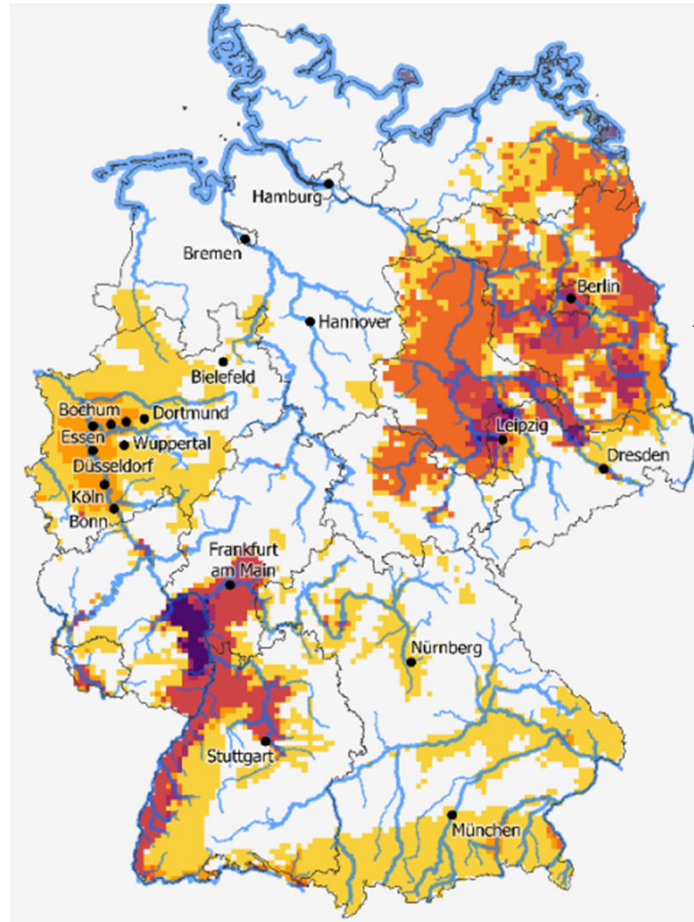 Hamburg
Bremen
Berlin
Hannover
Bielefeld
Bochum
Dortmund
Essen
Wuppertal
Leipzig
Düsseldorf
Dresden
Köln
Bonn
Frankfurt
am Main
Nürnberg
Stuttgart
München